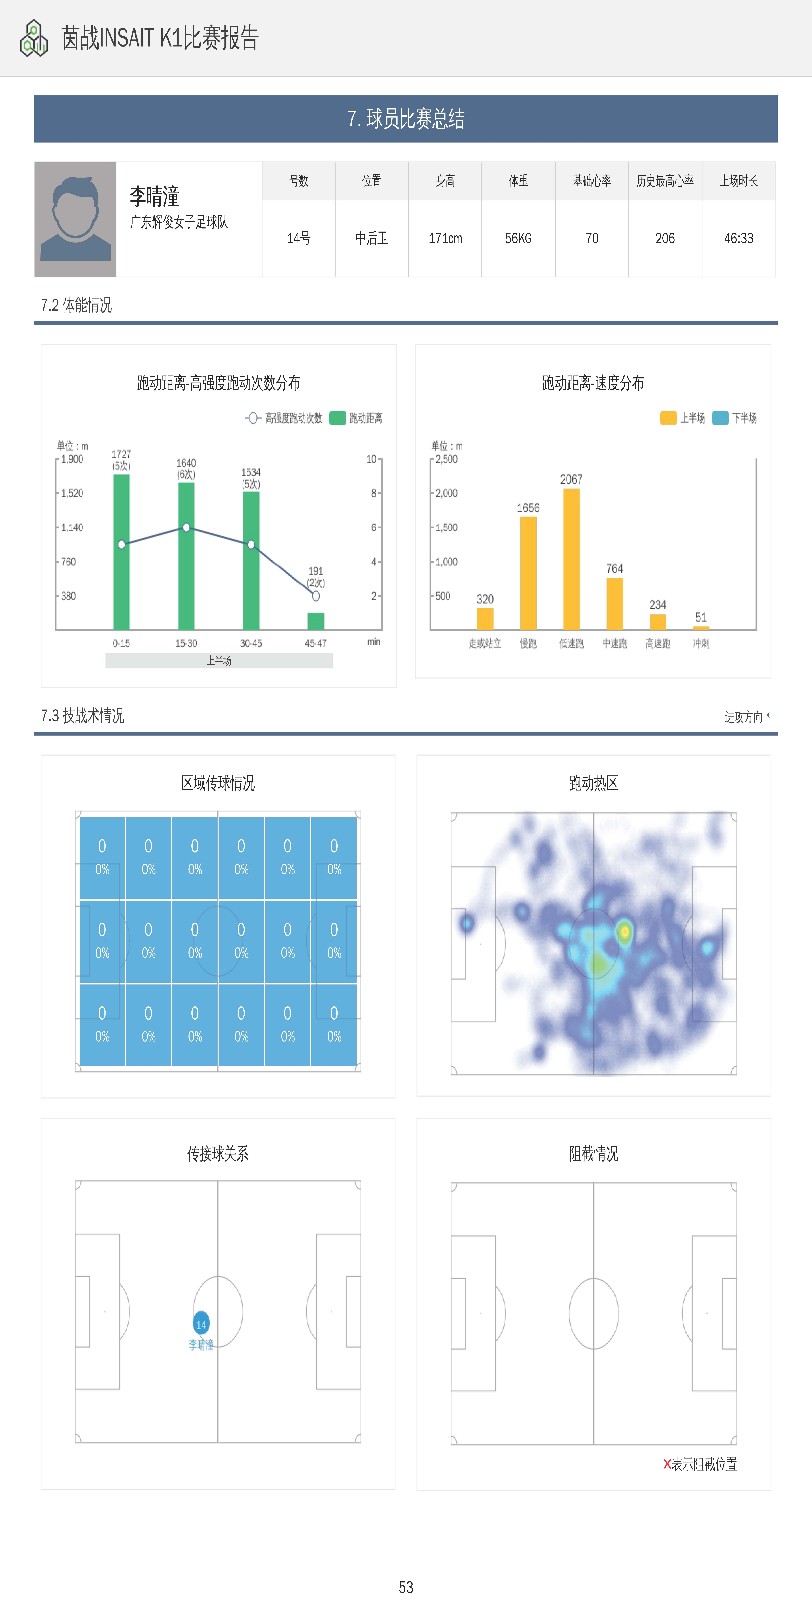 茵战INSAIT K1比赛报告
7. 球员比赛总结
李晴潼
广东辉骏女子足球队
号数 位置 身高 体重 基础心率 历史最高心率 上场时长
14号 中后卫 171cm 56KG 70 206 46:33
7.2 体能情况
跑动距离-高强度跑动次数分布
高强度跑动次数 跑动距离
单位：m
1,900
1,520
1,140
760
380
1727
(5次)
1640
(6次)
1534
(5次)
191
(2次)
10
8
6
4
2
0-15 15-30 30-45 45-47 min
上半场
跑动距离-速度分布
上半场 下半场
单位：m
2,500
2,000
1,500
1,000
500
320 1656 2067 764 234 51
走或站立 慢跑 低速跑 中速跑 高速跑 冲刺
7.3 技战术情况
进攻方向
区域传球情况
0 0 0 0 0 0
0% 0% 0% 0% 0% 0%
0 0 0 0 0 0
0% 0% 0% 0% 0% 0%
0 0 0 0 0 0
0% 0% 0% 0% 0% 0%
跑动热区
传接球关系
14
李晴潼
阻截情况
X表示阻截位置
53